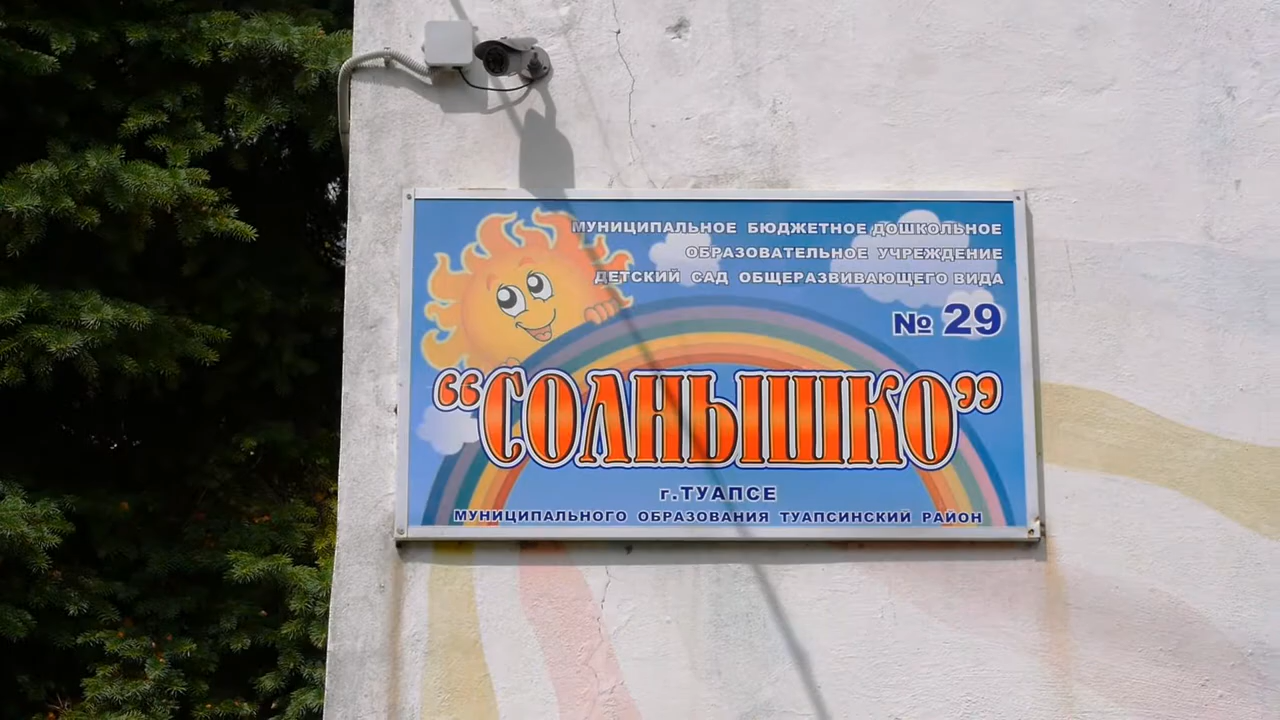 МУНИЦИПАЛЬНОЕ БЮДЖЕТНОЕ ДОШКОЛЬНОЕ
ОБРАЗОВАТЕЛЬНОЕ УЧРЕЖДЕНИЕ
ДЕТСКИЙ САД ОБЩЕРАЗВИВАЮЩЕГО ВИДА
№ 29
“СОЛНЫШКО”
г.ТУАПСЕ
МУНИЦИПАЛЬНОГО ОБРАЗОВАНИЯ ТУАПСИНСКИЙ РАЙОН